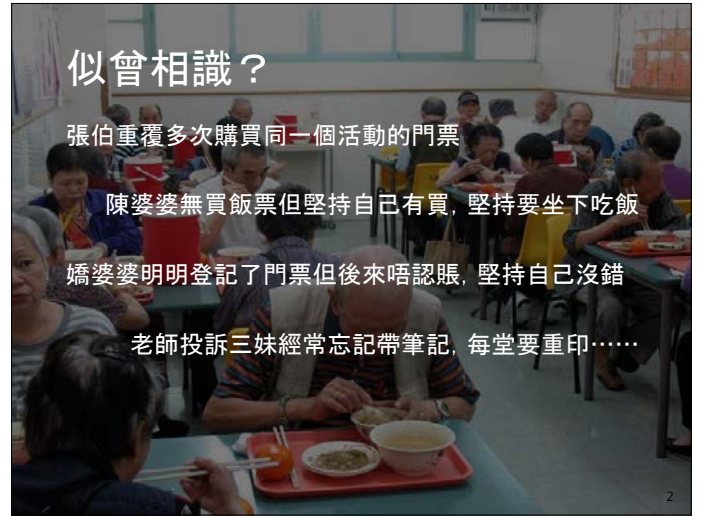 似曾相識？
張伯重覆多次購買同一個活動的門票
陳婆婆無買飯票但堅持自己有買, 堅持要坐下吃飯
嬌婆婆明明登記了門票但後來唔認賬, 堅持自己沒錯
老師投訴三妹經常忘記帶筆記, 每堂要重印……
2